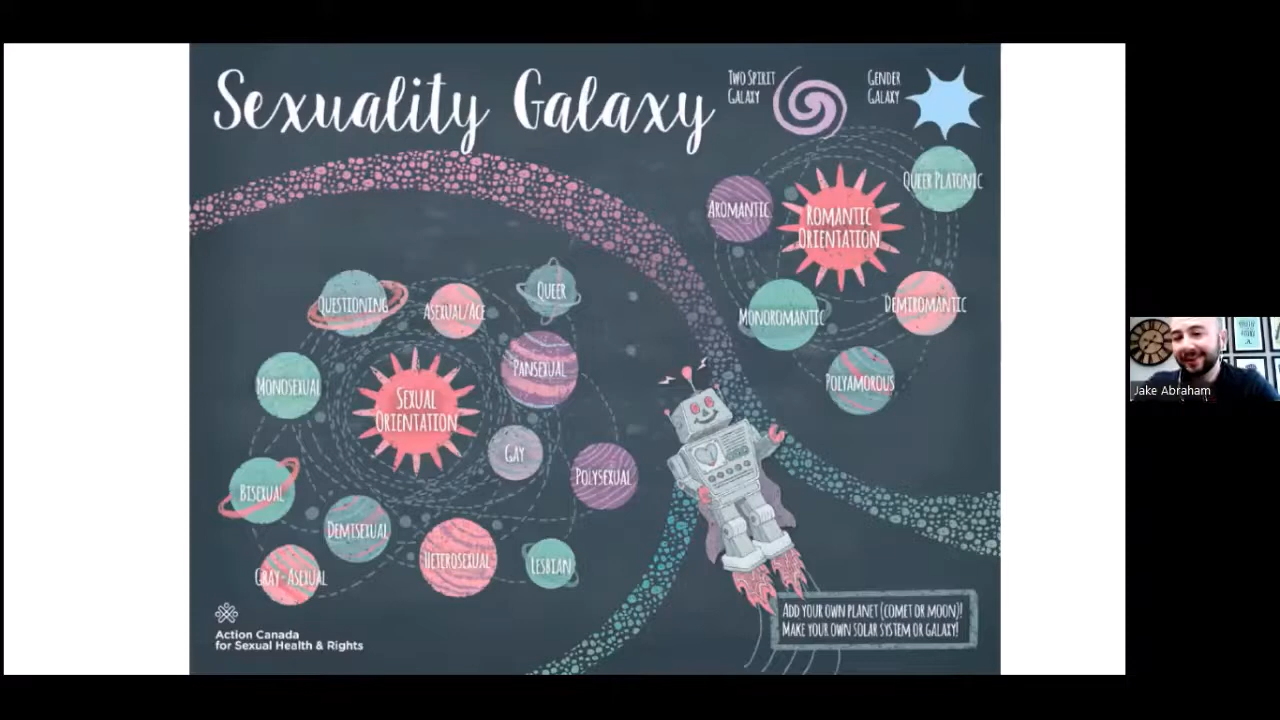 Sexuality Galaxy
TWO SPIRIT
GALAXY
GENDER
GALAXY
AROMANTIC
ROMANTIC
ORIENTATION
QUEER PLATONIC
MONOROMANTIC
DEMIROMANTIC
POLYAMOROUS
QUESTIONING
ASEXUAL/ACE
QUEER
MONOSEXUAL
SEXUAL
ORIENTATION
PANSEXUAL
GAY
POLYSEXUAL
BISEXUAL
DEMISEXUAL
HETEROSEXUAL
LESBIAN
GRAY-ASEXUAL
Action Canada
for Sexual Health & Rights
ADD YOUR OWN PLANET (COMET OR MOON)!
MAKE YOUR OWN SOLAR SYSTEM OR GALAXY!
Jake Abraham